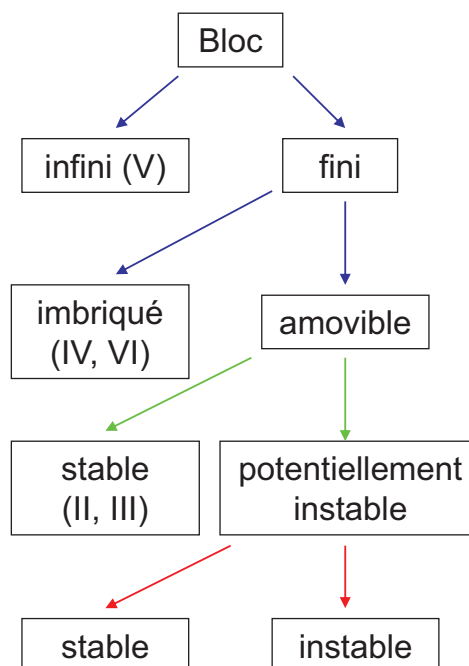 Bloc
infini (V)
fini
imbriqué
(IV, VI)
amovible
stable
(II, III)
potentiellement
instable
stable
instable